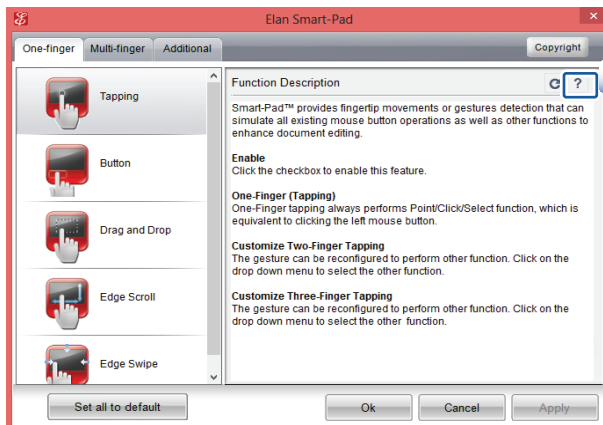 Elan Smart-Pad
One-finger Multi-finger Additional Copyright
Tapping
Button
Drag and Drop
Edge Scroll
Edge Swipe
Function Description ?
Smart-Pad™ provides fingertip movements or gestures detection that can
simulate all existing mouse button operations as well as other functions to
enhance document editing.
Enable
Click the checkbox to enable this feature.
One-Finger (Tapping)
One-Finger tapping always performs Point/Click/Select function, which is
equivalent to clicking the left mouse button.
Customize Two-Finger Tapping
The gesture can be reconfigured to perform other function. Click on the
drop down menu to select the other function.
Customize Three-Finger Tapping
The gesture can be reconfigured to perform other function. Click on the
drop down menu to select the other function.
Set all to default Ok Cancel Apply